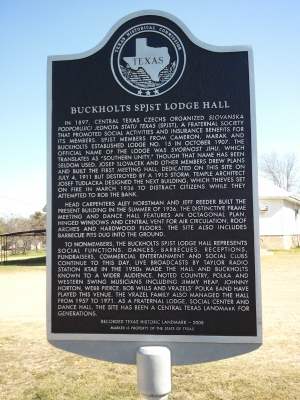 TEXAS HISTORICAL COMMISSION
TEXAS
BUCKHOLTS SPJST LODGE HALL
IN 1897, CENTRAL TEXAS CZECHS ORGANIZED SLOVANSKA
PODPORUJICI JEDNOTA STATU TEXAS (SPJST), A FRATERNAL SOCIETY
THAT PROMOTED SOCIAL ACTIVITIES AND INSURANCE BENEFITS FOR
ITS MEMBERS. SPJST MEMBERS FROM CAMERON, MARAK AND
BUCKHOLTS ESTABLISHED LODGE NO. 15 IN OCTOBER 1907. THE
OFFICIAL NAME OF THE LODGE WAS SVORNOST JIHU, WHICH
TRANSLATES AS "SOUTHERN UNITY," THOUGH THAT NAME HAS BEEN
SELDOM USED. JOSEF SLOVACEK AND OTHER MEMBERS DREW PLANS
AND BUILT THE FIRST MEETING HALL, DEDICATED ON THIS SITE ON
JULY 4, 1911 BUT DESTROYED BY A 1913 STORM. TEMPLE ARCHITECT
JOSEF TUDLACKA DESIGNED THE NEXT BUILDING, WHICH THIEVES SET
ON FIRE IN MARCH 1936 TO DISTRACT CITIZENS WHILE THEY
ATTEMPTED TO ROB THE BANK.
HEAD CARPENTERS ALEY HORSTMAN AND JEFF REEDER BUILT THE
PRESENT BUILDING IN THE SUMMER OF 1936. THE DISTINCTIVE FRAME
MEETING AND DANCE HALL FEATURES AN OCTAGONAL PLAN,
HINGED WINDOWS AND CENTRAL VENT FOR AIR CIRCULATION, ROOF
ARCHES AND HARDWOOD FLOORS. THE SITE ALSO INCLUDES
BARBECUE PITS DUG INTO THE GROUND.
TO NONMEMBERS, THE BUCKHOLTS SPJST LODGE HALL REPRESENTS
SOCIAL FUNCTIONS. DANCES, BARBECUES, RECEPTIONS,
FUNDRAISERS, COMMERCIAL ENTERTAINMENT AND SOCIAL CLUBS
CONTINUE TO THIS DAY. LIVE BROADCASTS BY TAYLOR RADIO
STATION KTAE IN THE 1950s MADE THE HALL AND BUCKHOLTS
KNOWN TO A WIDER AUDIENCE. NOTED COUNTRY, POLKA AND
WESTERN SWING MUSICIANS INCLUDING JIMMY HEAP, JOHNNY
HORTON, WEBB PIERCE, BOB WILLS AND VRAZELS' POLKA BAND HAVE
PLAYED THIS VENUE. THE VRAZEL FAMILY ALSO MANAGED THE HALL
FROM 1957 TO 1971. AS A FRATERNAL LODGE, SOCIAL CENTER AND
DANCE HALL, THE SITE HAS BEEN A CENTRAL TEXAS LANDMARK FOR
GENERATIONS.
RECORDED TEXAS HISTORIC LANDMARK – 2008
MARKER IS PROPERTY OF THE STATE OF TEXAS